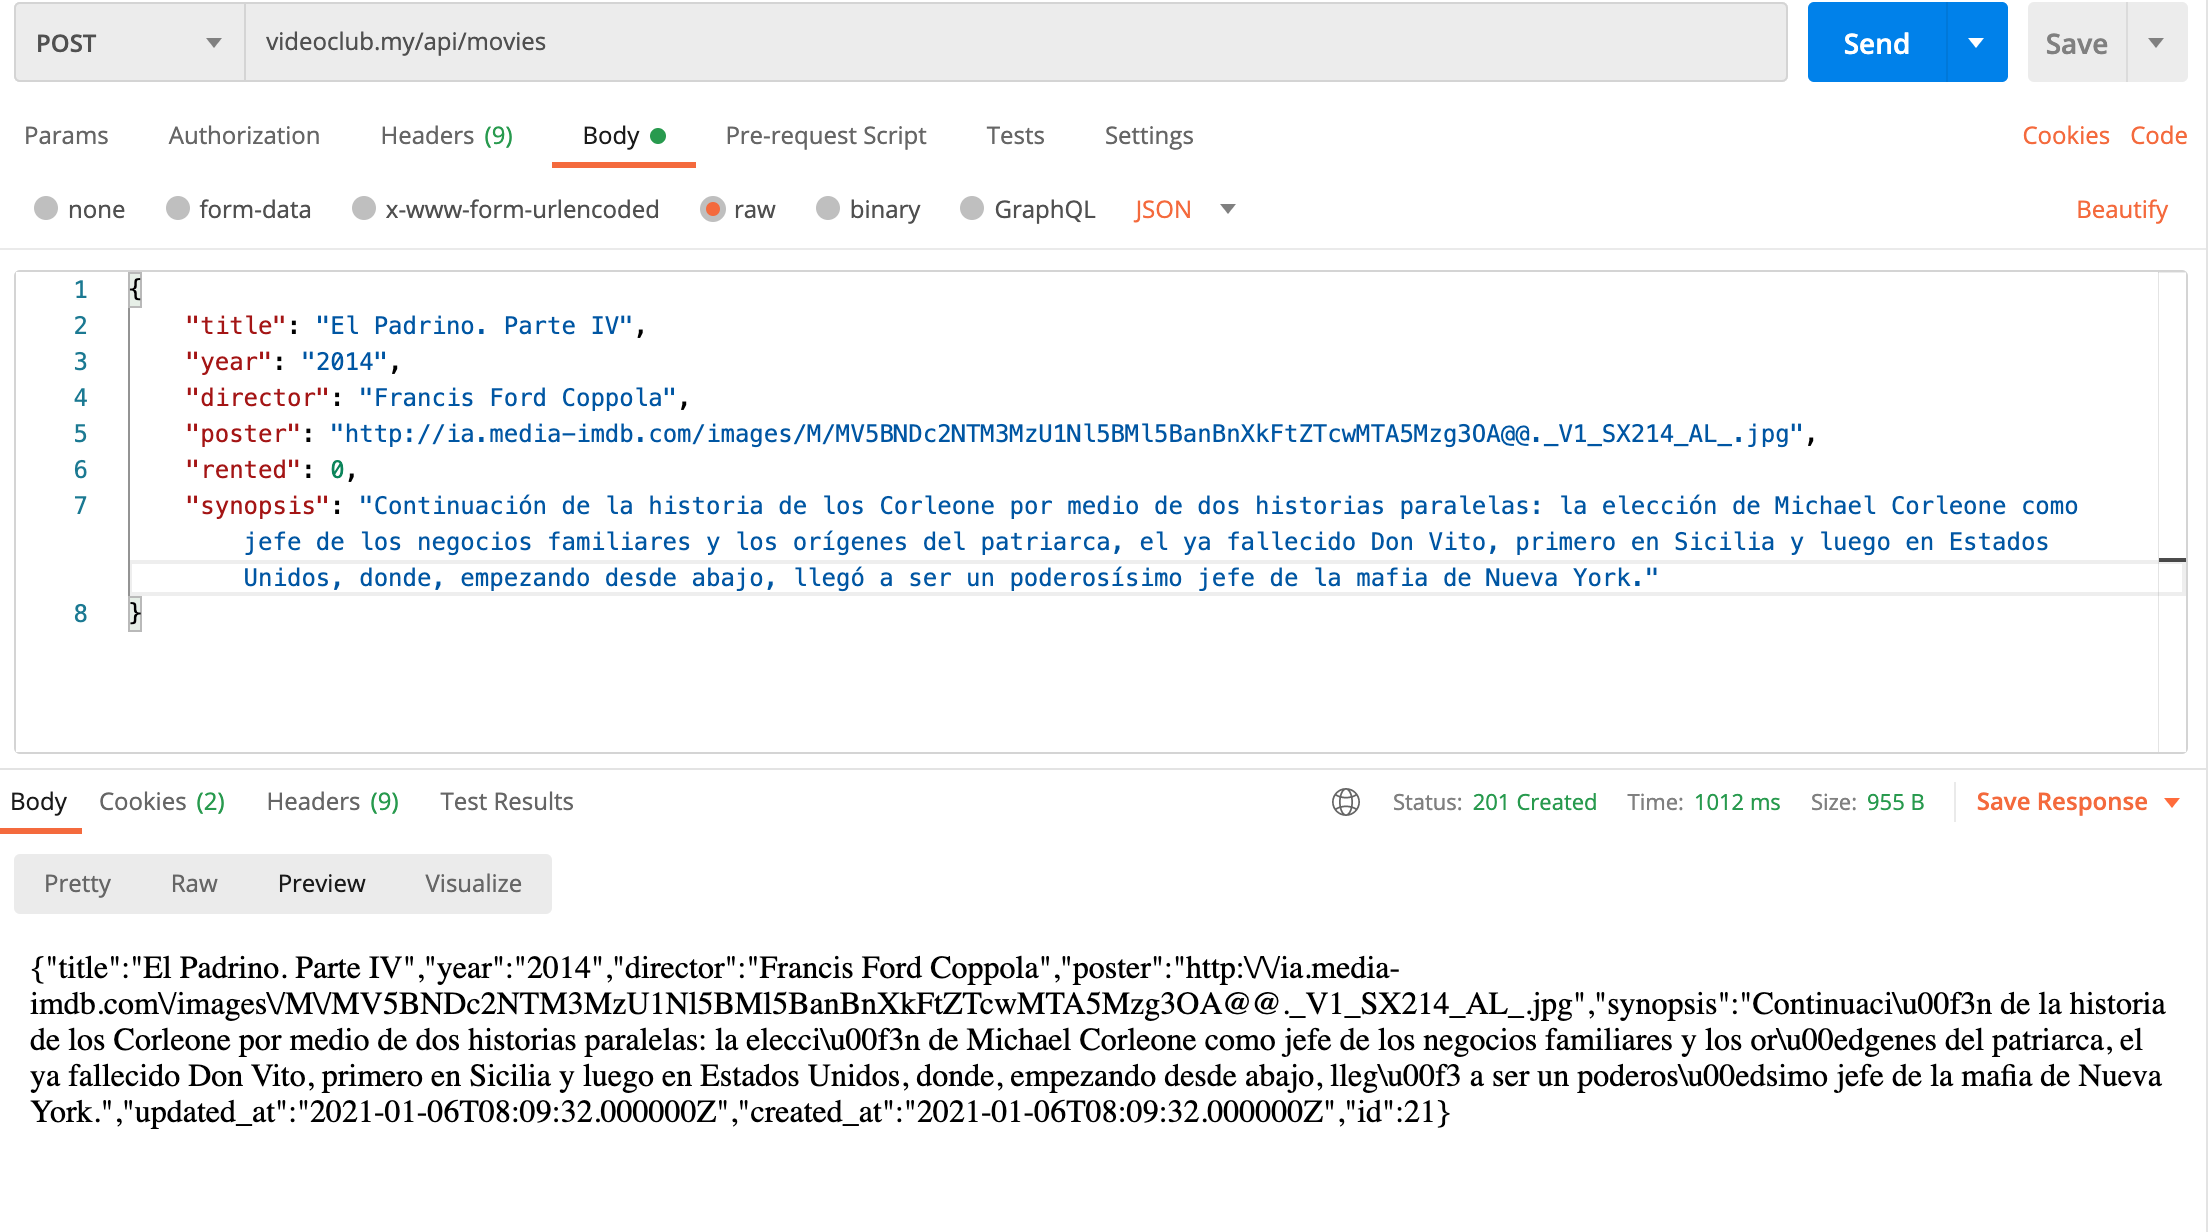 POST videoclub.my/api/movies Send Save
Params Authorization Headers (9) Body Pre-request Script Tests Settings Cookies Code
none form-data x-www-form-urlencoded raw binary GraphQL JSON Beautify
1 {
2 "title": "El Padrino. Parte IV",
3 "year": "2014",
4 "director": "Francis Ford Coppola",
5 "poster": "http://ia.media-imdb.com/images/M/MV5BNDc2NTM3MzU1Nl5BMl5BanBnXkFtZTcwMTA5Mzg3OA@@._V1_SX214_AL_.jpg",
6 "rented": 0,
7 "synopsis": "Continuación de la historia de los Corleone por medio de dos historias paralelas: la elección de Michael Corleone como
jefe de los negocios familiares y los orígenes del patriarca, el ya fallecido Don Vito, primero en Sicilia y luego en Estados
Unidos, donde, empezando desde abajo, llegó a ser un poderosísimo jefe de la mafia de Nueva York."
8 }
Body Cookies (2) Headers (9) Test Results Status: 201 Created Time: 1012 ms Size: 955 B Save Response
Pretty Raw Preview Visualize
{"title":"El Padrino. Parte IV","year":"2014","director":"Francis Ford Coppola","poster":"http:\/\/ia.media-
imdb.com\/images\/M\/MV5BNDc2NTM3MzU1Nl5BMl5BanBnXkFtZTcwMTA5Mzg3OA@@._V1_SX214_AL_.jpg","synopsis":"Continuaci\u00f3n de la historia
de los Corleone por medio de dos historias paralelas: la elecci\u00f3n de Michael Corleone como jefe de los negocios familiares y los or\u00edgenes del patriarca, el
ya fallecido Don Vito, primero en Sicilia y luego en Estados Unidos, donde, empezando desde abajo, lleg\u00f3 a ser un poderos\u00edsimo jefe de la mafia de Nueva
York.","updated_at":"2021-01-06T08:09:32.000000Z","created_at":"2021-01-06T08:09:32.000000Z","id":21}